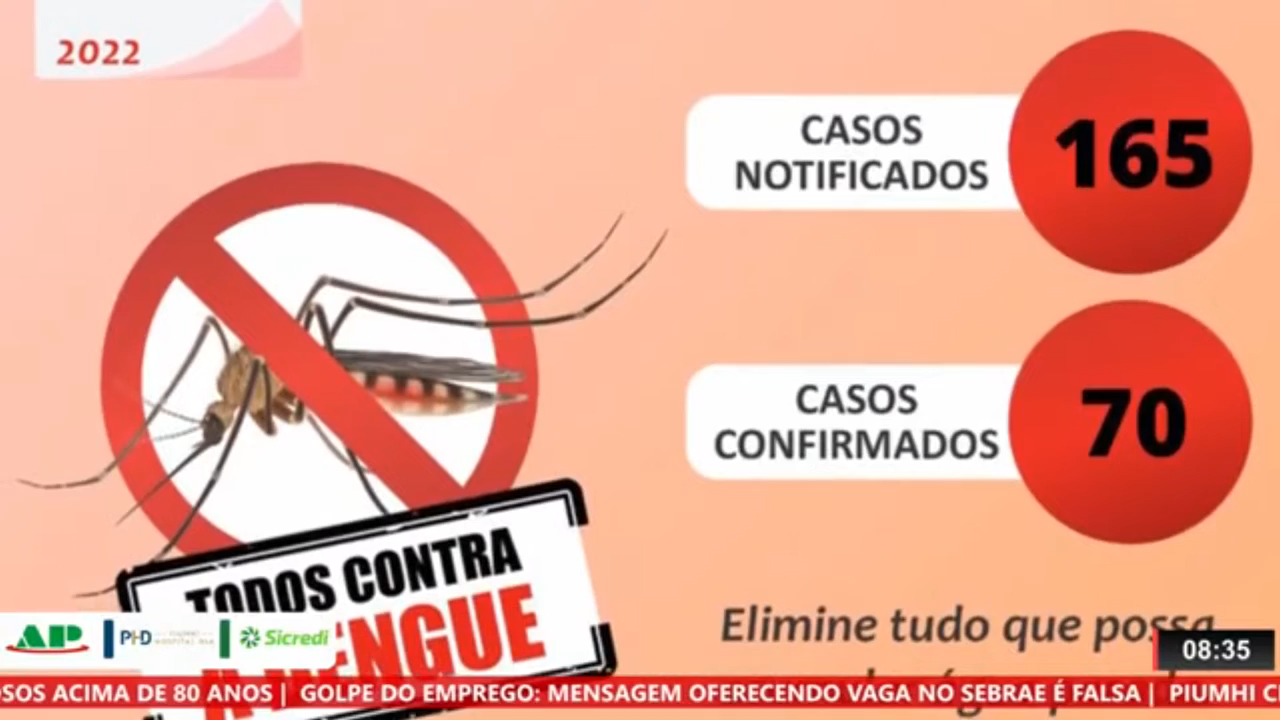 2022
CASOS
NOTIFICADOS
165
CASOS
CONFIRMADOS
70
TODOS CONTRA
A DENGUE
Elimine tudo que possa
AP
PHD
Sicredi
08:35
OSOS ACIMA DE 80 ANOS | GOLPE DO EMPREGO: MENSAGEM OFERECENDO VAGA NO SEBRAE É FALSA | PIUMHI C